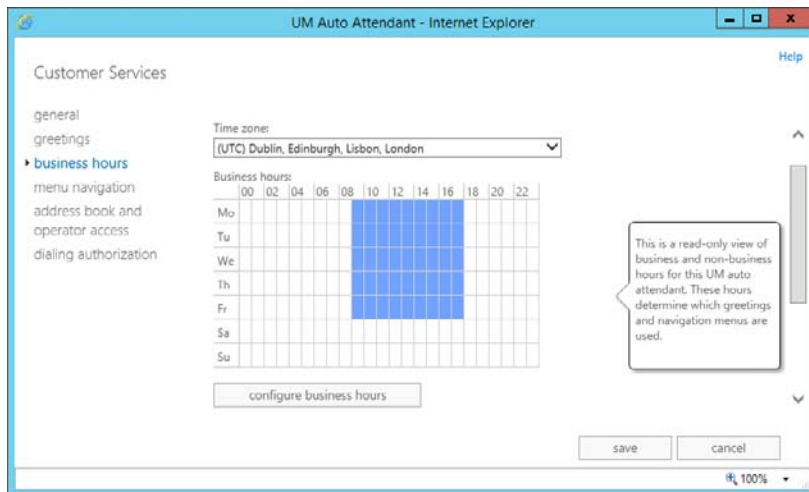 UM Auto Attendant - Internet Explorer
Help
Customer Services
general
greetings
business hours
menu navigation
address book and
operator access
dialing authorization
Time zone:
(UTC) Dublin, Edinburgh, Lisbon, London
Business hours:
00 02 04 06 08 10 12 14 16 18 20 22
Mo
Tu
We
Th
Fr
Sa
Su
This is a read-only view of
business and non-business
hours for this UM auto
attendant. These hours
determine which greetings
and navigation menus are
used.
configure business hours
save
cancel
100%